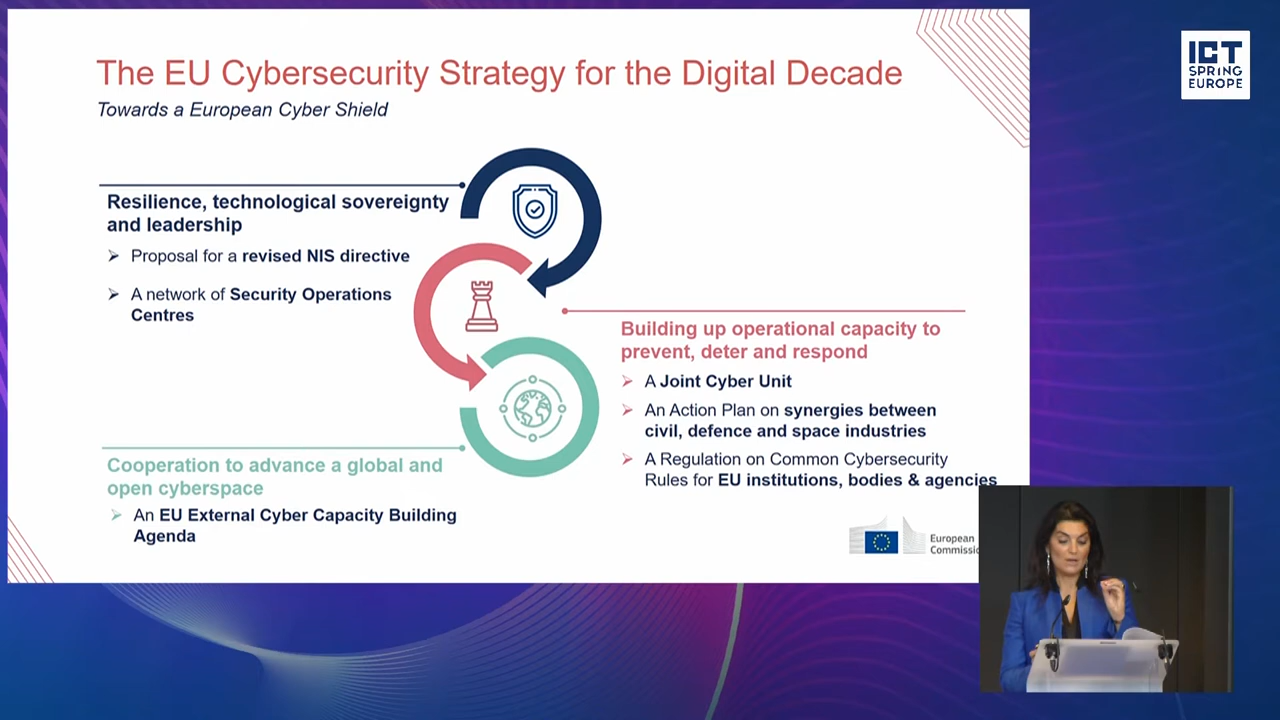 The EU Cybersecurity Strategy for the Digital Decade
Towards a European Cyber Shield
Resilience, technological sovereignty
and leadership
Proposal for a revised NIS directive
A network of Security Operations
Centres
Building up operational capacity to
prevent, deter and respond
A Joint Cyber Unit
An Action Plan on synergies between
civil, defence and space industries
A Regulation on Common Cybersecurity
Rules for EU institutions, bodies & agencies
Cooperation to advance a global and
open cyberspace
An EU External Cyber Capacity Building
Agenda
European
ICT
SPRING
EUROPE